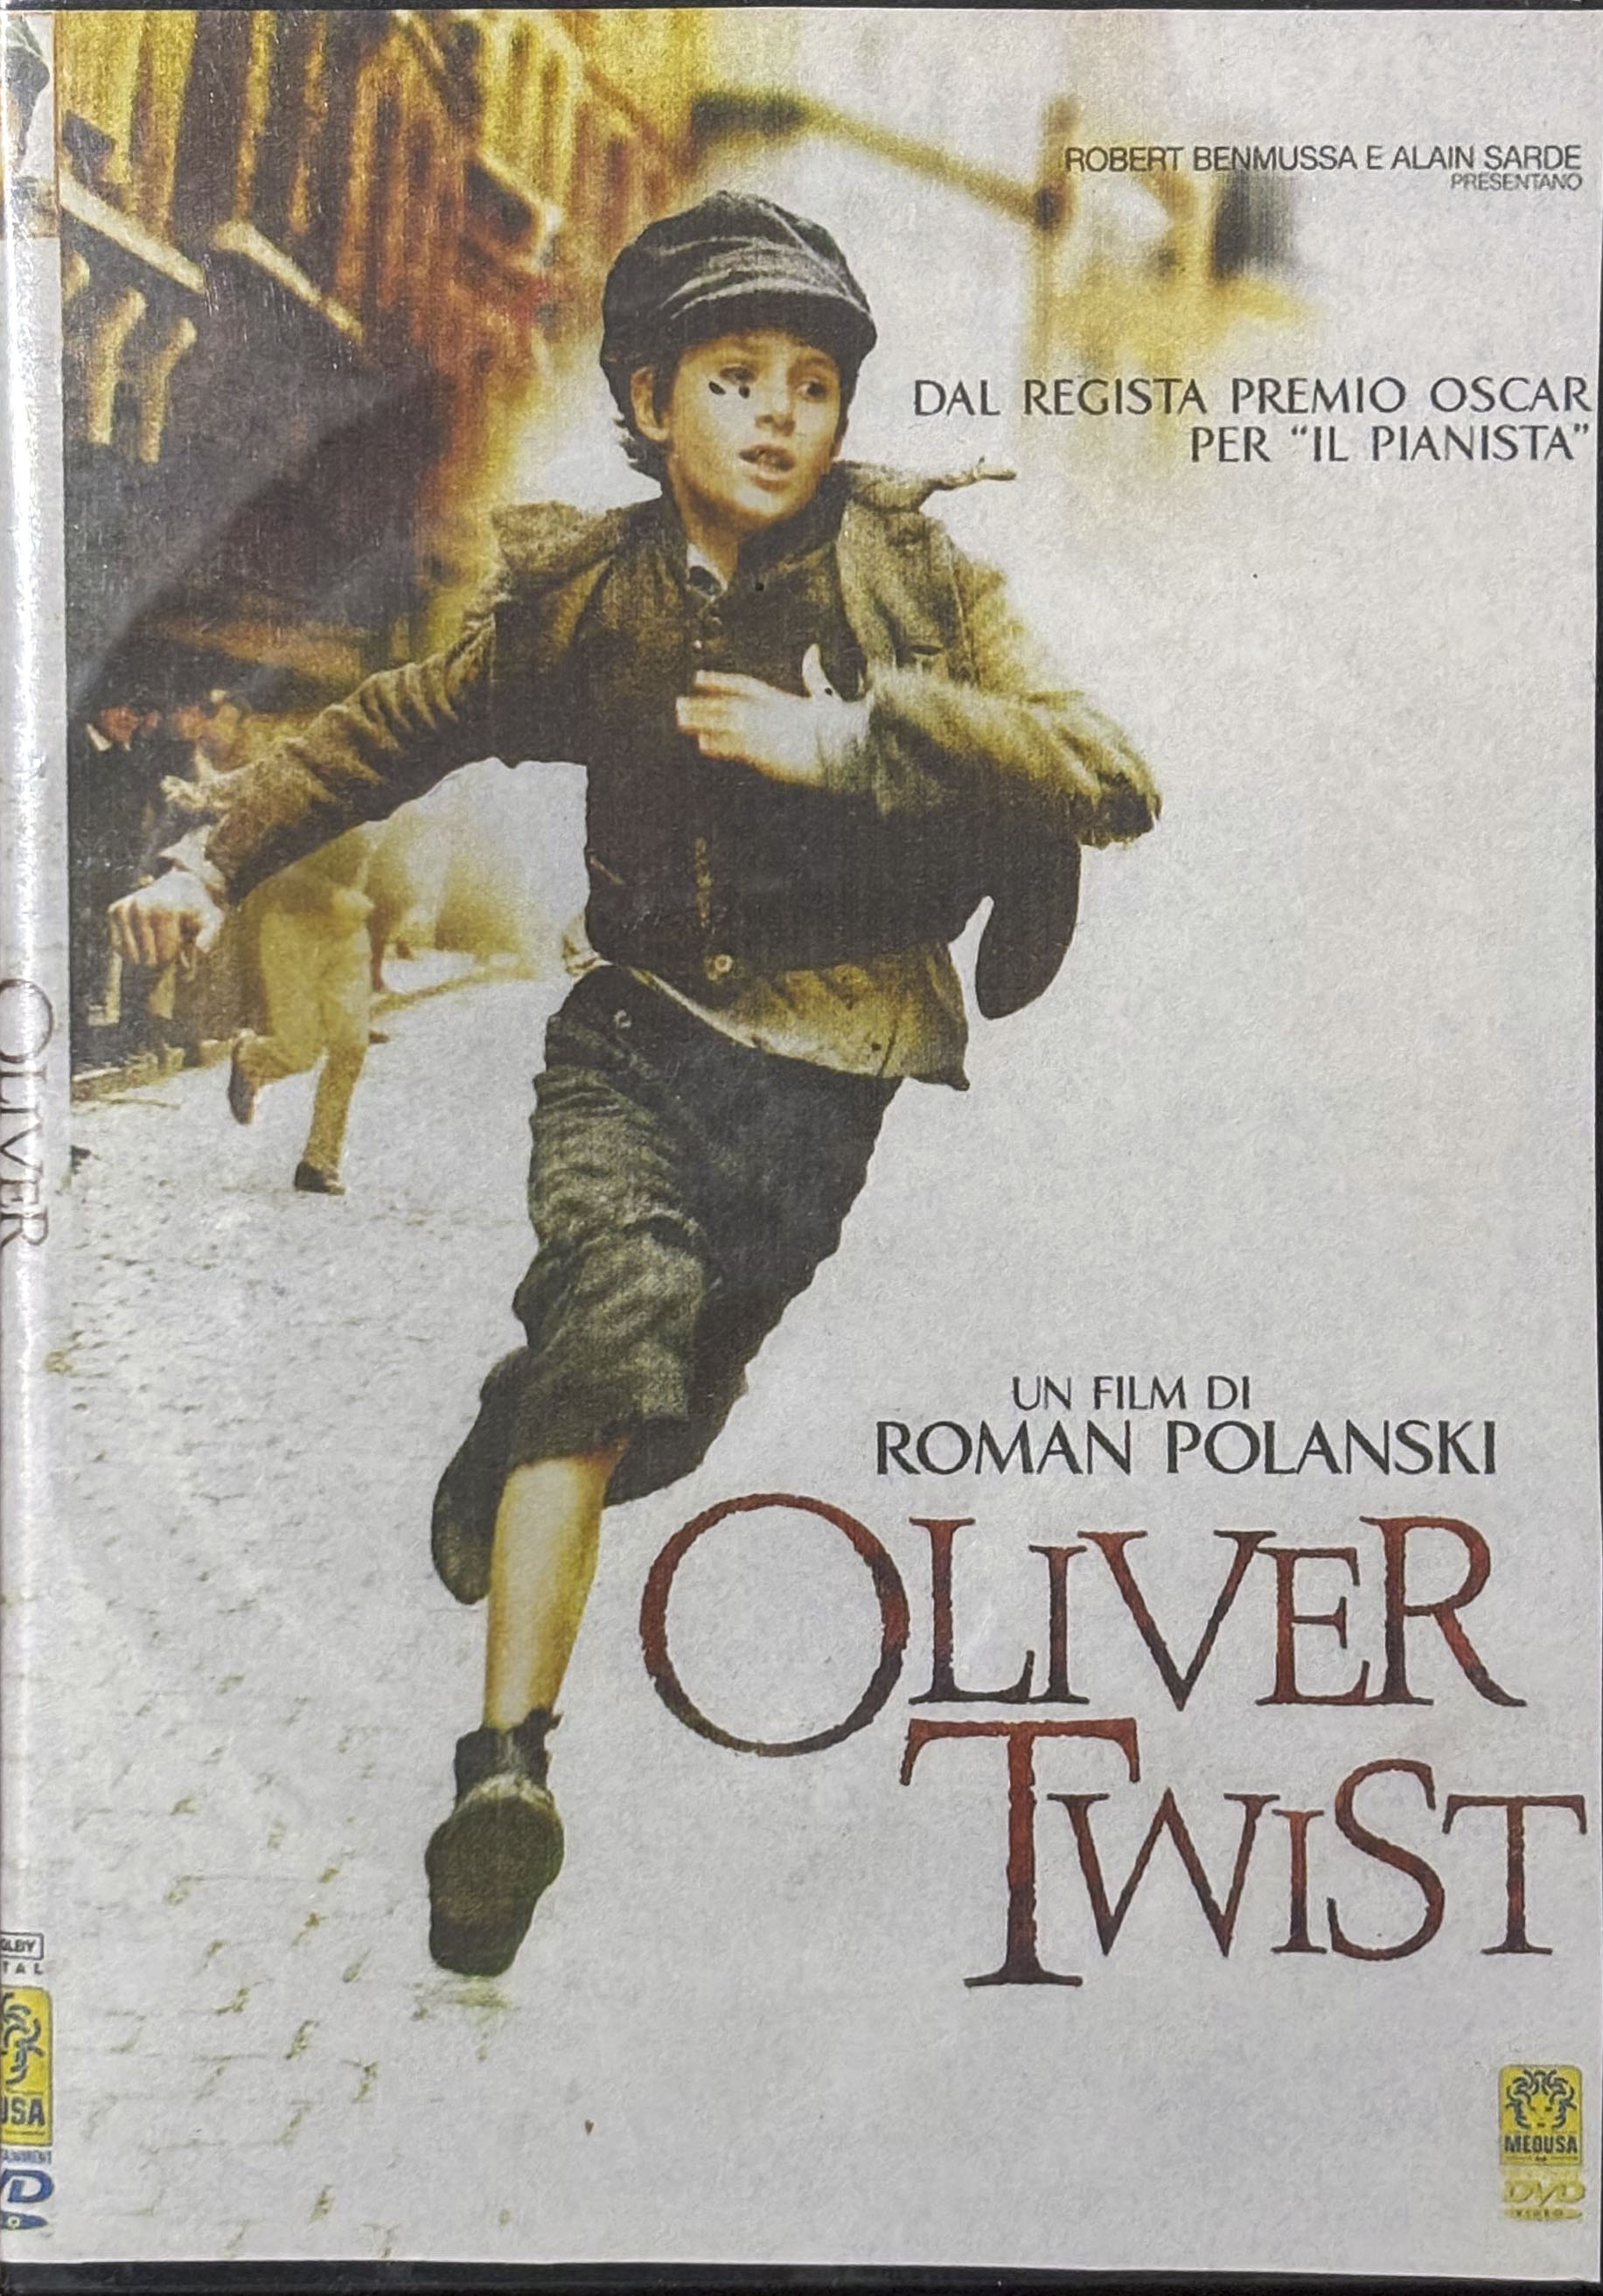 ROBERT BENMUSSA E ALAIN SARDE
PRESENTANO
DAL REGISTA PREMIO OSCAR
PER “IL PIANISTA”
UN FILM DI
ROMAN POLANSKI
OLIVER
TWIST
MEDUSA
DVD
VIDEO
OLIVER